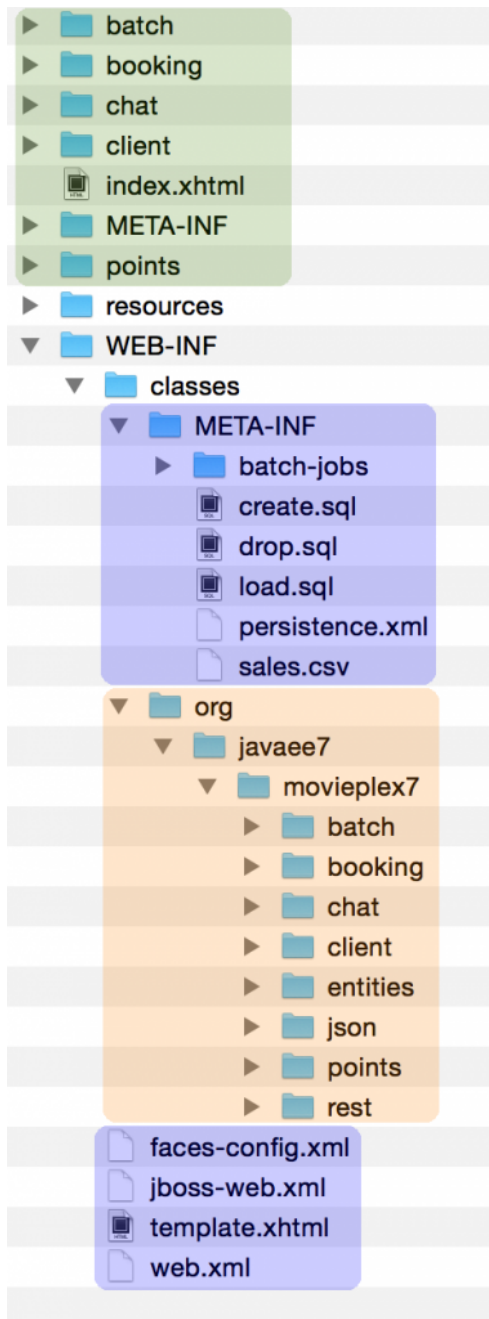 batch
booking
chat
client
index.xhtml
META-INF
points
resources
WEB-INF
classes
META-INF
batch-jobs
create.sql
drop.sql
load.sql
persistence.xml
sales.csv
org
javaee7
movieplex7
batch
booking
chat
client
entities
json
points
rest
faces-config.xml
jboss-web.xml
template.xhtml
web.xml